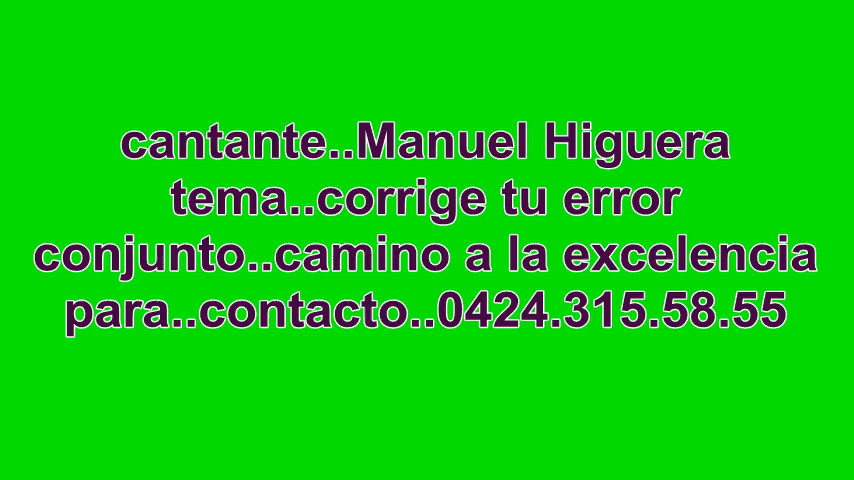 cantante..Manuel Higuera
tema..corrige tu error
conjunto..camino a la excelencia
para..contacto..0424.315.58.55